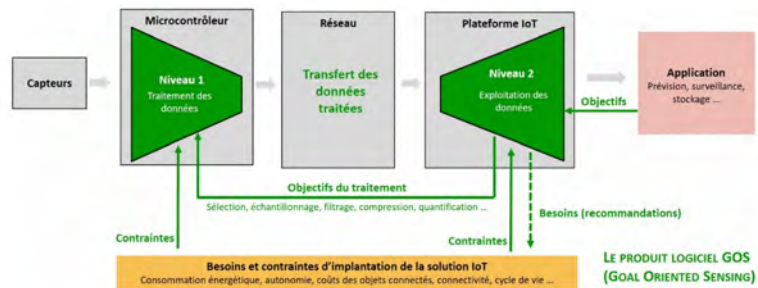 Microcontrôleur
Réseau
Plateforme IoT
Capteurs
Niveau 1
Traitement des
données
Transfert des
données
traitées
Niveau 2
Exploitation des
données
Application
Prévision, surveillance,
stockage ...
Objectifs
Objectifs du traitement
Sélection, échantillonnage, filtrage, compression, quantification ...
Contraintes
Contraintes
Besoins (recommandations)
Besoins et contraintes d'implantation de la solution IoT
Consommation énergétique, autonomie, coûts des objets connectés, connectivité, cycle de vie ...
LE PRODUIT LOGICIEL GOS
(GOAL ORIENTED SENSING)